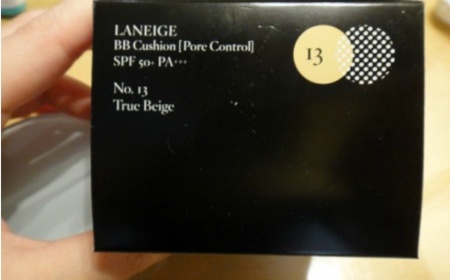 LANEIGE
BB Cushion [Pore Control]
SPF 50+ PA+++
No. 13
True Beige
13